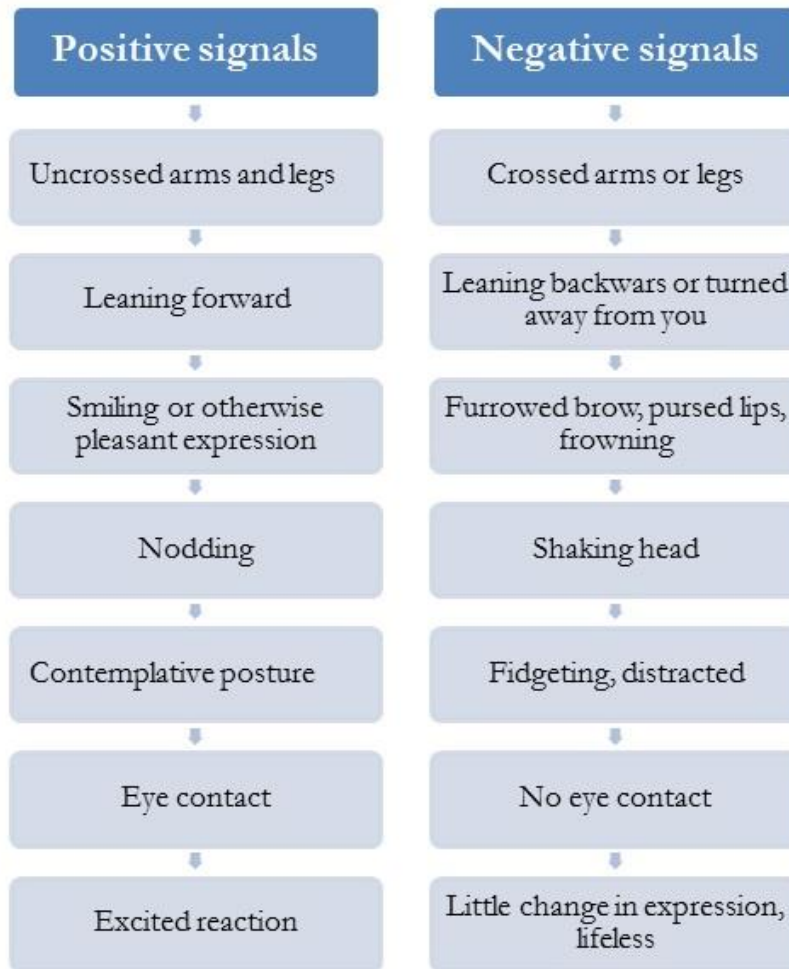 Positive signals
Uncrossed arms and legs
Leaning forward
Smiling or otherwise
pleasant expression
Nodding
Contemplative posture
Eye contact
Excited reaction
Negative signals
Crossed arms or legs
Leaning backwars or turned
away from you
Furrowed brow, pursed lips,
frowning
Shaking head
Fidgeting, distracted
No eye contact
Little change in expression,
lifeless